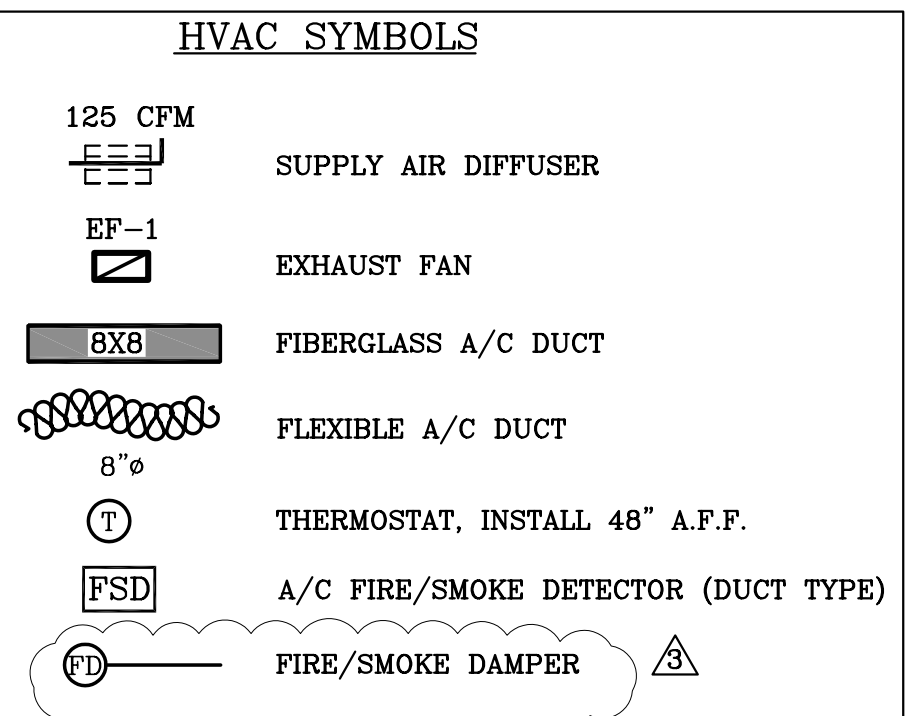 HVAC SYMBOLS
125 CFM
SUPPLY AIR DIFFUSER
EF-1
EXHAUST FAN
8X8
FIBERGLASS A/C DUCT
FLEXIBLE A/C DUCT
8"ø
T
THERMOSTAT, INSTALL 48" A.F.F.
FSD
A/C FIRE/SMOKE DETECTOR (DUCT TYPE)
FD
FIRE/SMOKE DAMPER
3